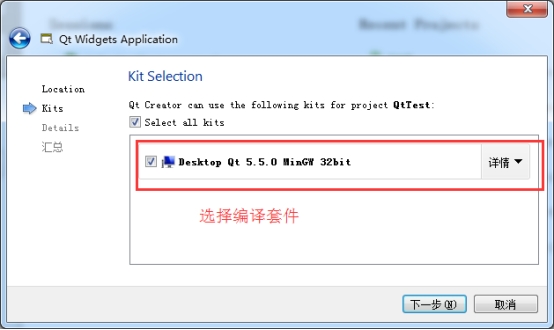 Recent Projects
Qt Widgets Application
Kit Selection
Location
Kits
Details
汇总
Qt Creator can use the following kits for project QtTest:
Select all kits
Desktop Qt 5.5.0 MinGW 32bit
详情
选择编译套件
下一步(N)
取消